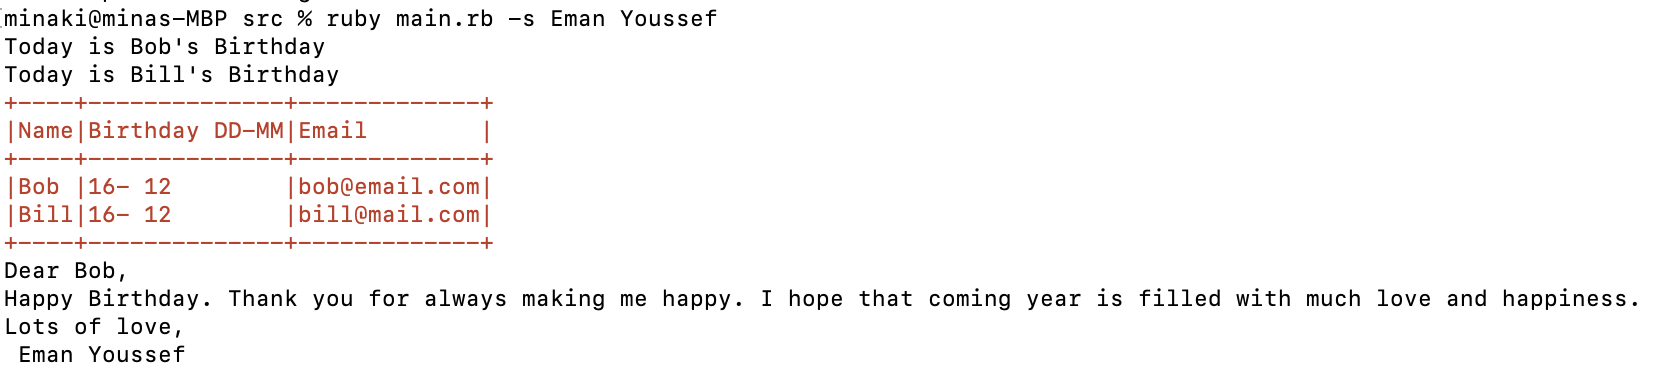 minaki@minas-MBP src % ruby main.rb -s Eman Youssef
Today is Bob's Birthday
Today is Bill's Birthday
+----+--------------+-------------+
|Name|Birthday DD-MM|Email        |
+----+--------------+-------------+
|Bob |16- 12        |bob@email.com|
|Bill|16- 12        |bill@mail.com|
+----+--------------+-------------+
Dear Bob,
Happy Birthday. Thank you for always making me happy. I hope that coming year is filled with much love and happiness.
Lots of love,
 Eman Youssef